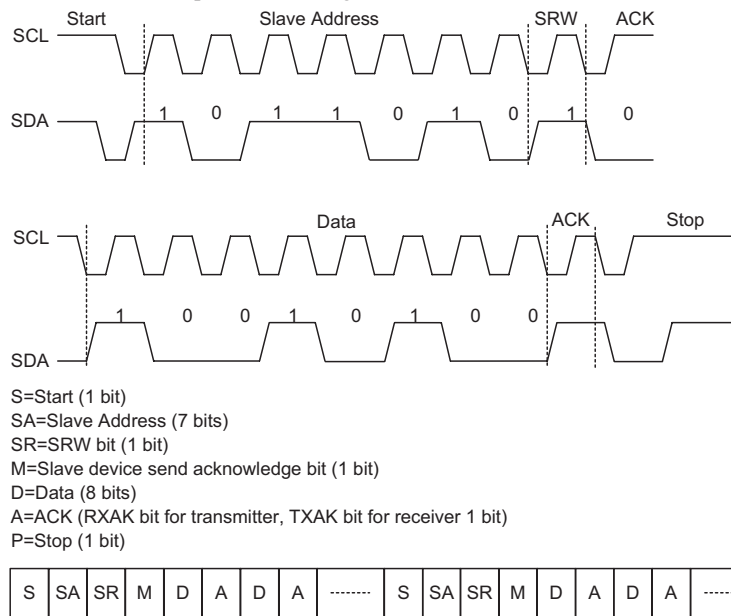 Start Slave Address SRW ACK
SCL
1 0 1 1 0 1 0 1 0
SDA
Data ACK Stop
SCL
1 0 0 1 0 1 0 0
SDA
S=Start (1 bit)
SA=Slave Address (7 bits)
SR=SRW bit (1 bit)
M=Slave device send acknowledge bit (1 bit)
D=Data (8 bits)
A=ACK (RXAK bit for transmitter, TXAK bit for receiver 1 bit)
P=Stop (1 bit)
S SA SR M D A D A ........ S SA SR M D A D A .....